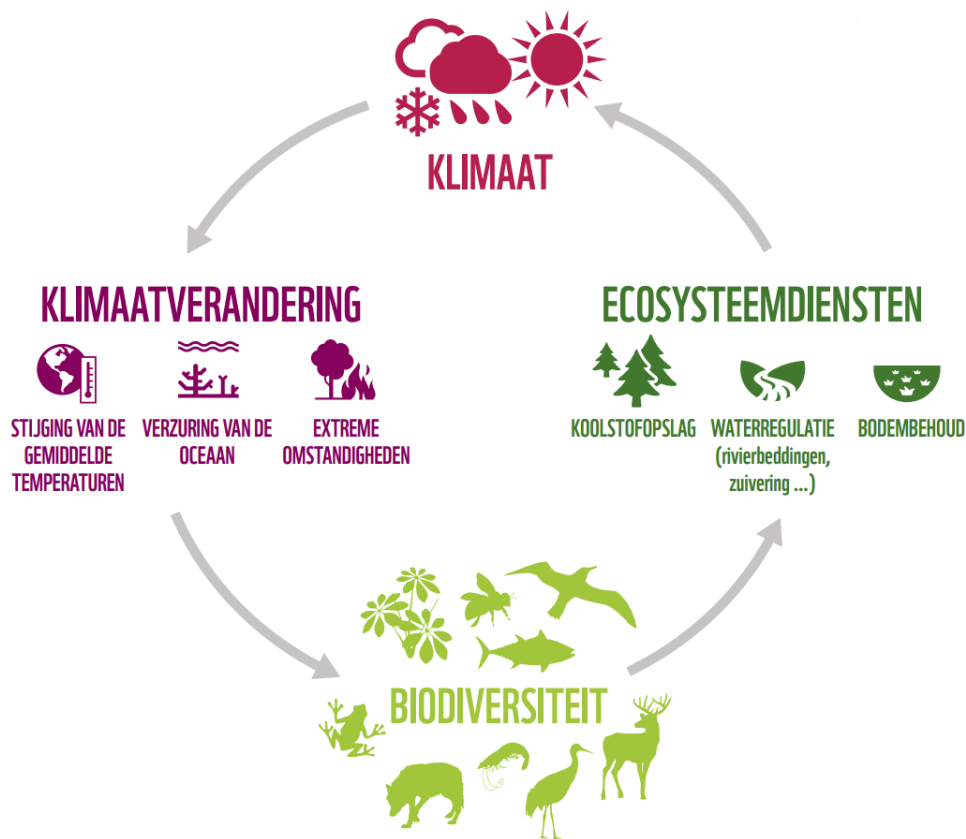 KLIMAAT
KLIMAATVERANDERING
STIJGING VAN DE
GEMIDDELDE
TEMPERATUREN
VERZURING VAN DE
OCEAAN
EXTREME
OMSTANDIGHEDEN
ECOSYSTEEMDIENSTEN
KOOLSTOFOPSLAG
WATERREGULATIE
(rivierbeddingen,
zuivering ...)
BODEMBEHOUD
BIODIVERSITEIT